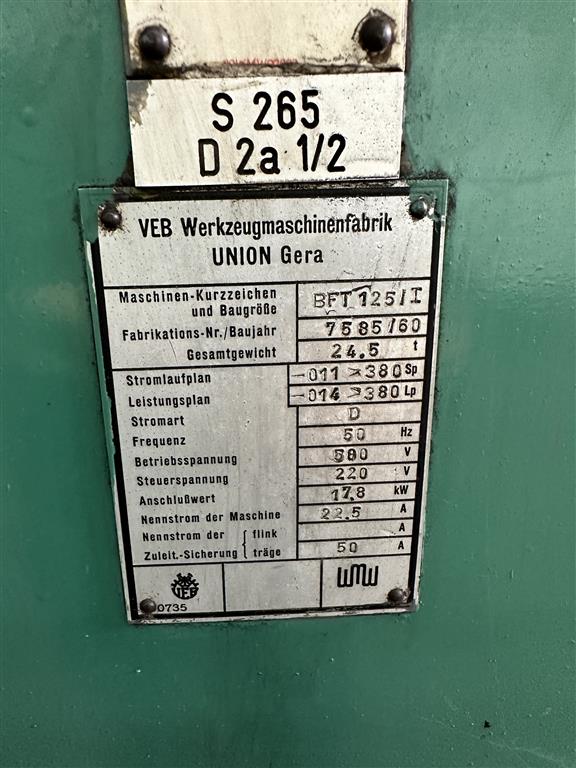 S 265
D 2a 1/2
VEB Werkzeugmaschinenfabrik
UNION Gera
Maschinen-Kurzzeichen und Baugröße BFT 125/I
Fabrikations-Nr./Baujahr 7585/60
Gesamtgewicht 24.5 t
Stromlaufplan -011 > 380 Sp
Leistungsplan -014 > 380 Lp
Stromart D
Frequenz 50 Hz
Betriebsspannung 580 V
Steuerspannung 220 V
Anschlußwert 17,8 kW
Nennstrom der Maschine 22.5 A
Nennstrom der flink A
Zuleit.-Sicherung träge 50 A
VEB WMW
0735